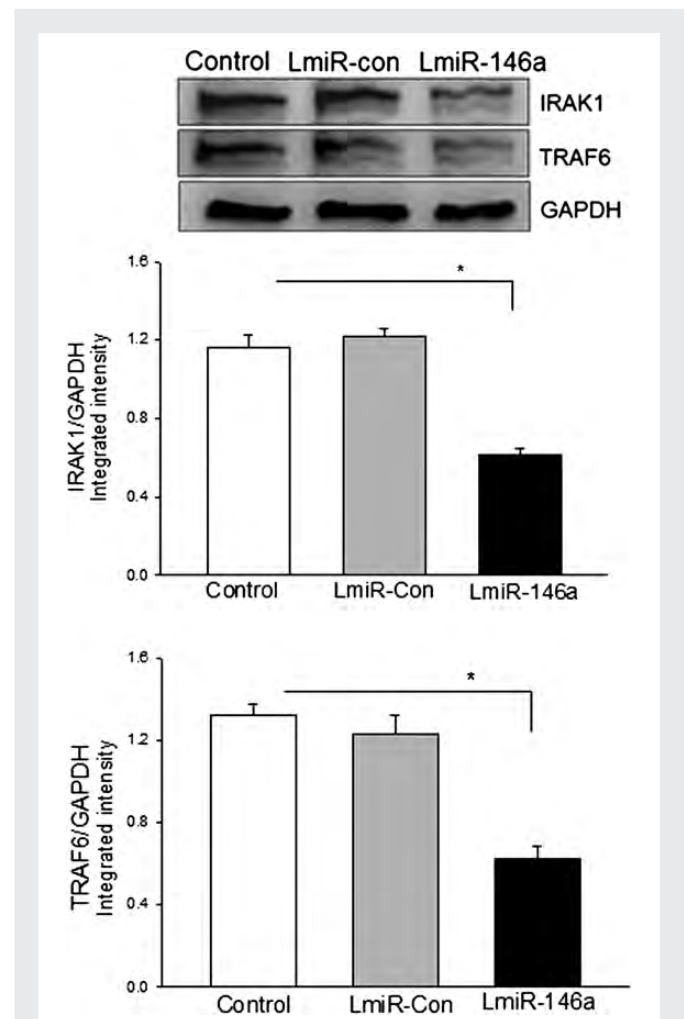 Control LmiR-con LmiR-146a
IRAK1
TRAF6
GAPDH
1.6
*
1.2
0.8
0.4
0.0
IRAK1/GAPDH
Integrated intensity
Control LmiR-Con LmiR-146a
1.6
*
1.2
0.8
0.4
0.0
TRAF6/GAPDH
Integrated intensity
Control LmiR-Con LmiR-146a